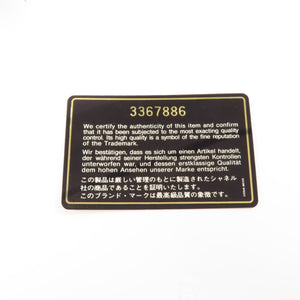 3367886
We certify the authenticity of this item and confirm
that it has been subjected to the most exacting quality
control. Its high quality is a symbol of the fine reputation
of the Trademark.
Wir bestätigen, dass es sich um einen Artikel handelt,
der während seiner Herstellung strengsten Kontrollen
unterworfen war, und dessen erstklassige Qualität
dem hohen Ansehen unserer Marke entspricht.
この製品は厳しい管理のもとに製造されたシャネル
社の商品であることを証明いたします。
このブランド・マークは最高級品質の象徴です。